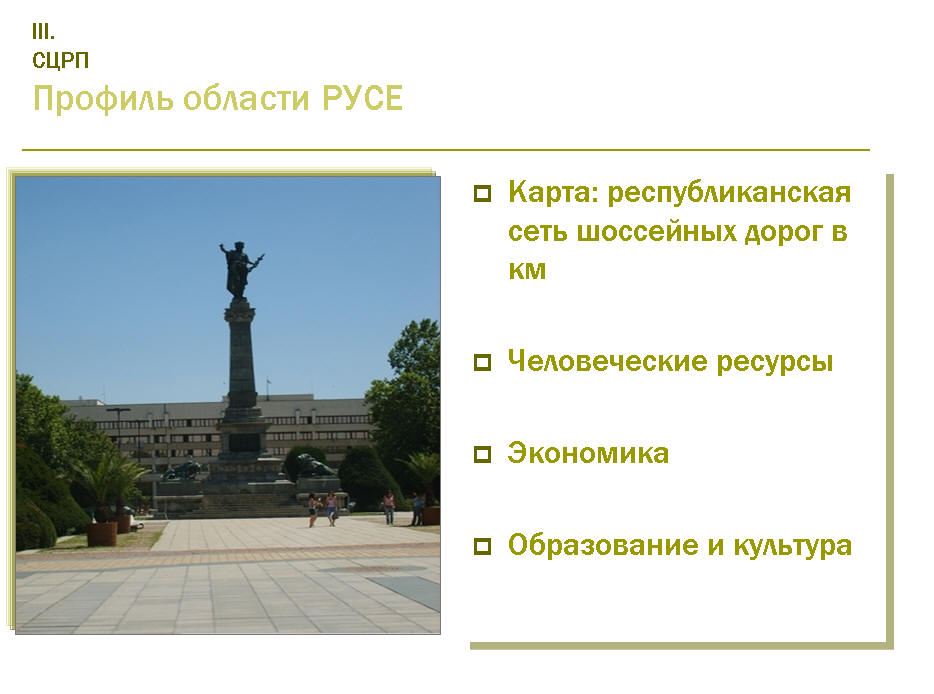 III.
СЦРП
Профиль области РУСЕ
Карта: республиканская
сеть шоссейных дорог в
км
Человеческие ресурсы
Экономика
Образование и культура